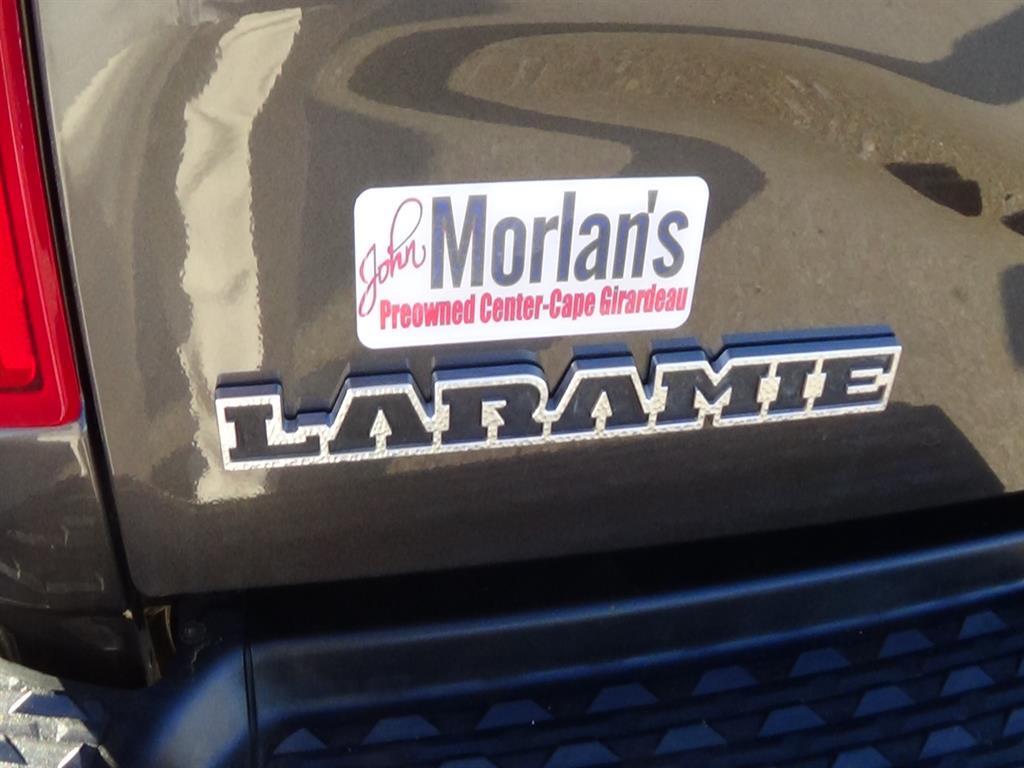 John Morlan's
Preowned Center-Cape Girardeau
LARAMIE